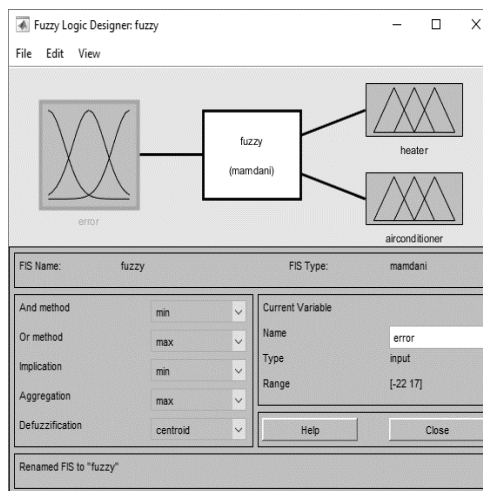 Fuzzy Logic Designer: fuzzy
File Edit View
fuzzy
(mamdani)
heater
error
airconditioner
FIS Name: fuzzy FIS Type: mamdani
And method min
Or method max
Implication min
Aggregation max
Defuzzification centroid
Current Variable
Name error
Type input
Range [-22 17]
Help Close
Renamed FIS to "fuzzy"